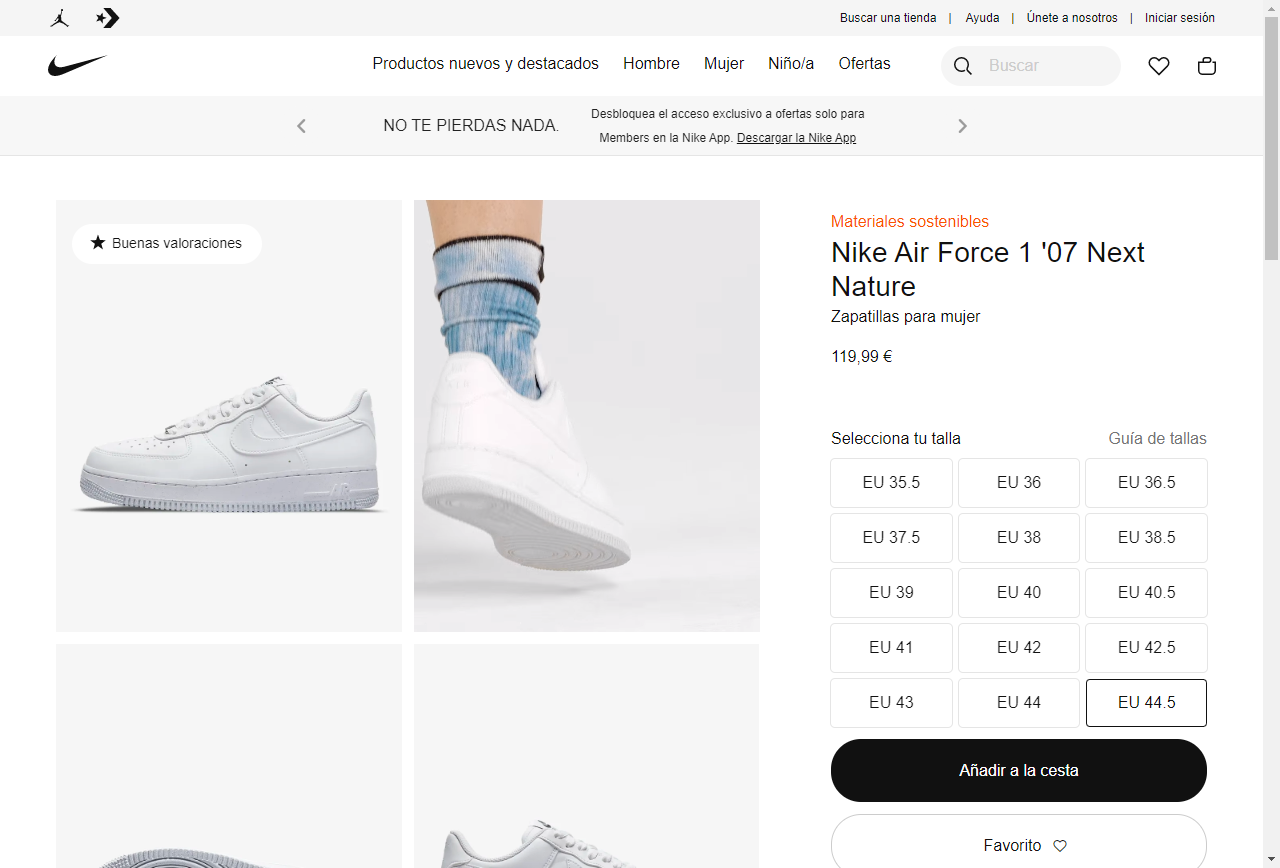 Buscar una tienda | Ayuda | Únete a nosotros | Iniciar sesión
Productos nuevos y destacados Hombre Mujer Niño/a Ofertas Buscar
NO TE PIERDAS NADA.
Desbloquea el acceso exclusivo a ofertas solo para
Members en la Nike App. Descargar la Nike App
Buenas valoraciones
Materiales sostenibles
Nike Air Force 1 '07 Next
Nature
Zapatillas para mujer
119,99 €
Selecciona tu talla Guía de tallas
EU 35.5 EU 36 EU 36.5
EU 37.5 EU 38 EU 38.5
EU 39 EU 40 EU 40.5
EU 41 EU 42 EU 42.5
EU 43 EU 44 EU 44.5
Añadir a la cesta
Favorito